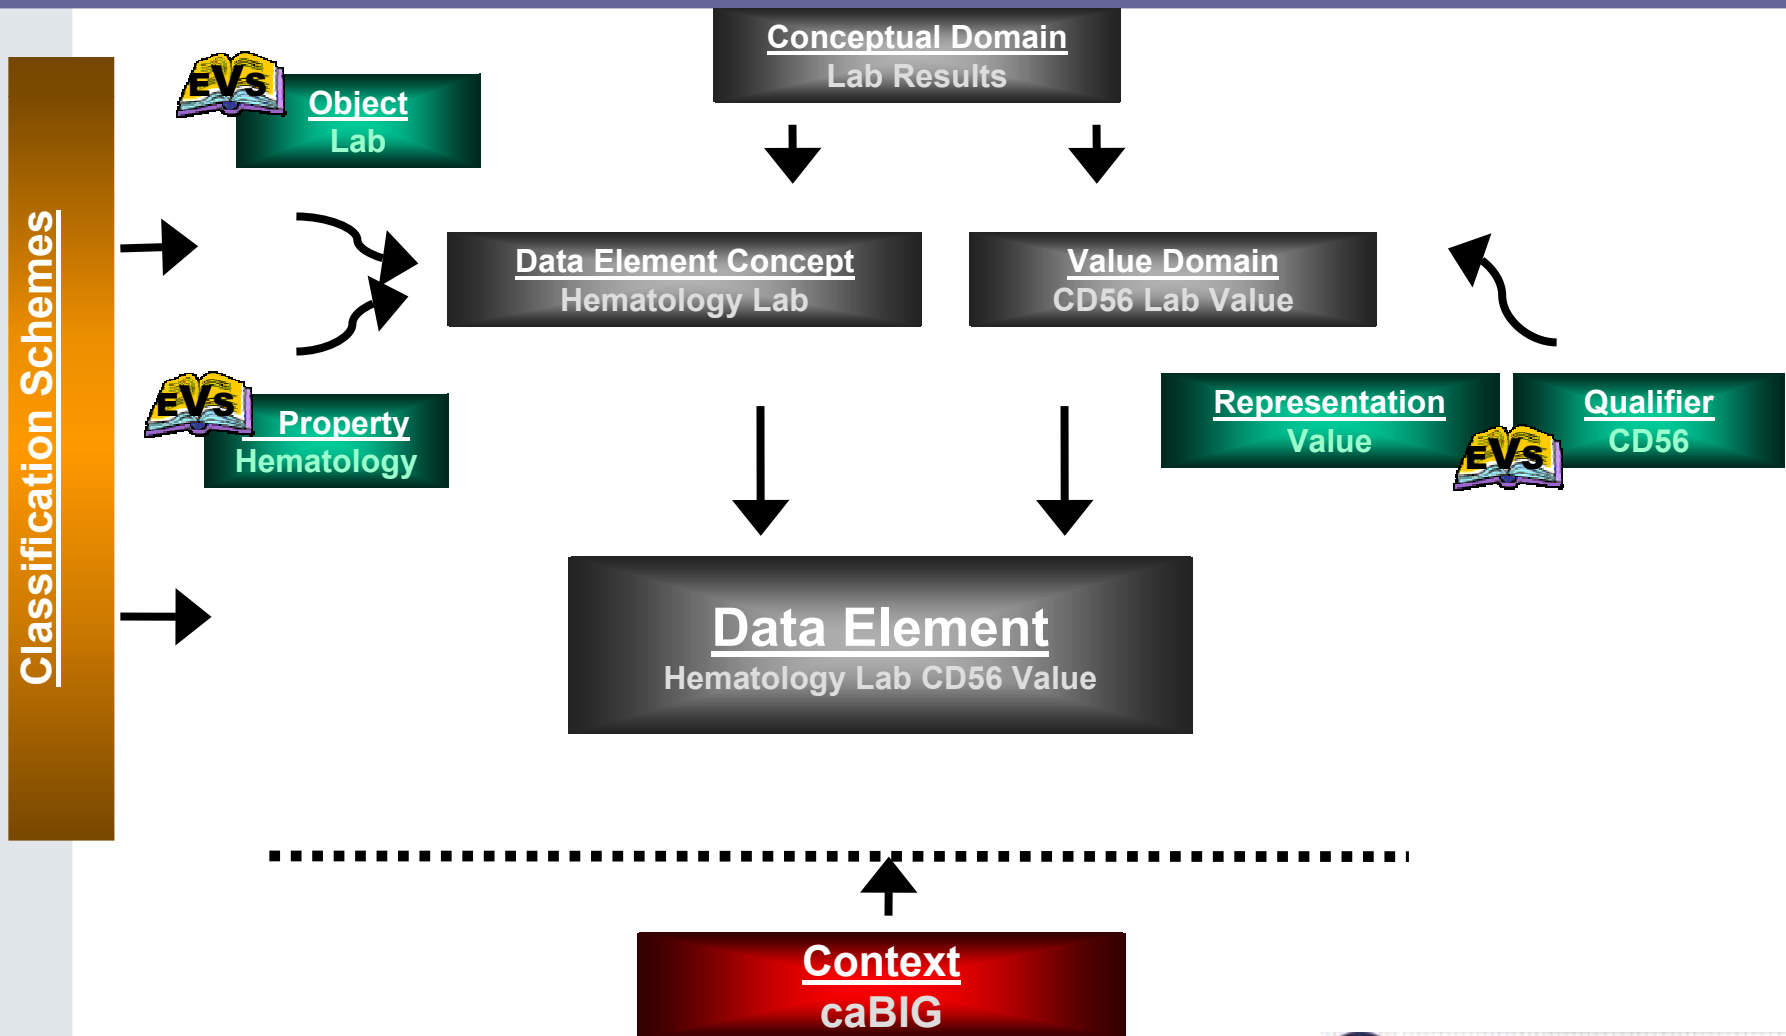 Conceptual Domain
Lab Results
EVS
Object
Lab
Classification Schemes
Data Element Concept
Hematology Lab
Value Domain
CD56 Lab Value
EVS
Property
Hematology
Representation
Value
EVS
Qualifier
CD56
Data Element
Hematology Lab CD56 Value
Context
caBIG